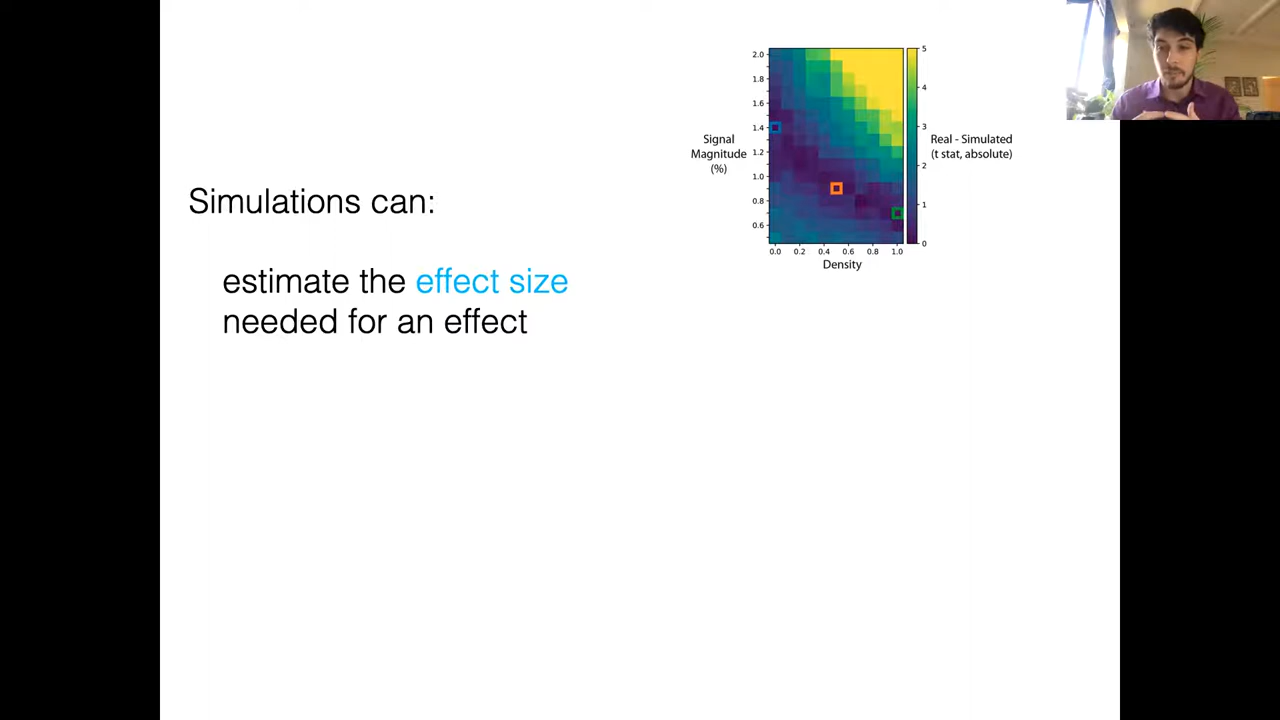 Simulations can:
estimate the effect size
needed for an effect
Signal
Magnitude
(%)
2.0
1.8
1.6
1.4
1.2
1.0
0.8
0.6
0.0 0.2 0.4 0.6 0.8 1.0
Density
5
4
3
2
1
0
Real - Simulated
(t stat, absolute)